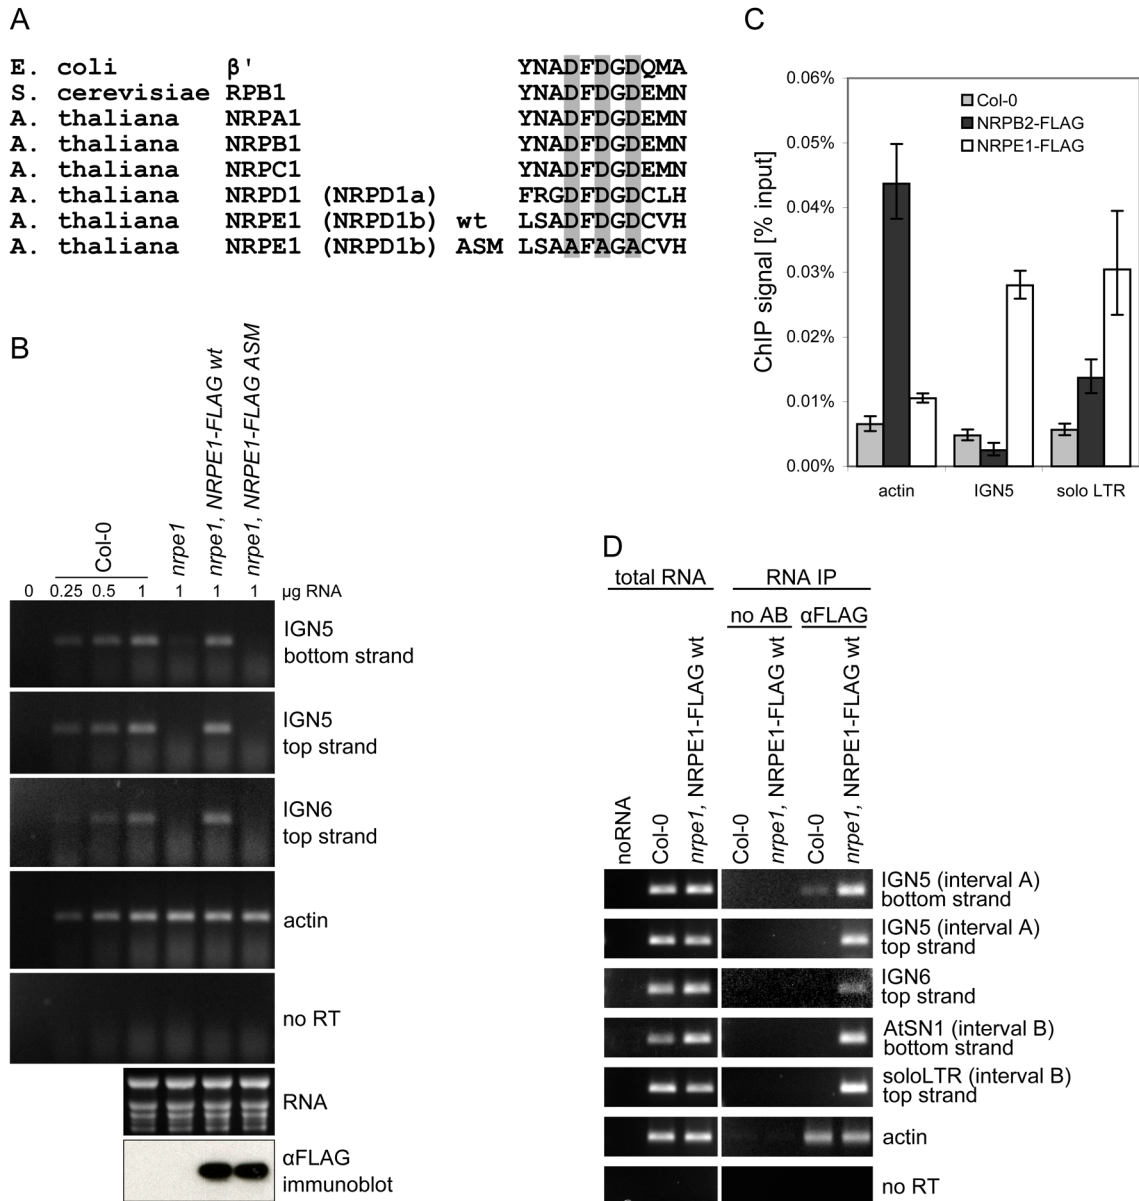 A
E. coli β' YNADFDGDQMA
S. cerevisiae RPB1 YNADFDGDEMN
A. thaliana NRPA1 YNADFDGDEMN
A. thaliana NRPB1 YNADFDGDEMN
A. thaliana NRPC1 YNADFDGDEMN
A. thaliana NRPD1 (NRPD1a) FRGDFDGDCLH
A. thaliana NRPE1 (NRPD1b) wt LSADFDGDCVH
A. thaliana NRPE1 (NRPD1b) ASM LSAAFAGACVH
B
Col-0
nrpe1
nrpe1, NRPE1-FLAG wt
nrpe1, NRPE1-FLAG ASM
0 0.25 0.5 1 1 1 1 µg RNA
IGN5
bottom strand
IGN5
top strand
IGN6
top strand
actin
no RT
RNA
αFLAG
immunoblot
C
ChIP signal [% input]
0.06%
0.05%
0.04%
0.03%
0.02%
0.01%
0.00%
Col-0
NRPB2-FLAG
NRPE1-FLAG
actin IGN5 solo LTR
D
total RNA RNA IP
no AB αFLAG
noRNA
Col-0
nrpe1, NRPE1-FLAG wt
Col-0
nrpe1, NRPE1-FLAG wt
Col-0
nrpe1, NRPE1-FLAG wt
IGN5 (interval A)
bottom strand
IGN5 (interval A)
top strand
IGN6
top strand
AtSN1 (interval B)
bottom strand
soloLTR (interval B)
top strand
actin
no RT